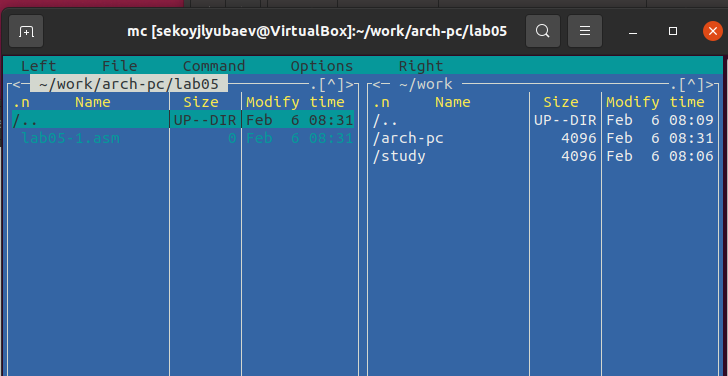 mc [sekoyjlyubaev@VirtualBox]:~/work/arch-pc/lab05
Left File Command Options Right
<─ ~/work/arch-pc/lab05 ─.[^]>
.n Name Size Modify time
/.. UP--DIR Feb 6 08:31
lab05-1.asm 0 Feb 6 08:31
<─ ~/work ─.[^]>
.n Name Size Modify time
/.. UP--DIR Feb 6 08:09
/arch-pc 4096 Feb 6 08:31
/study 4096 Feb 6 08:06